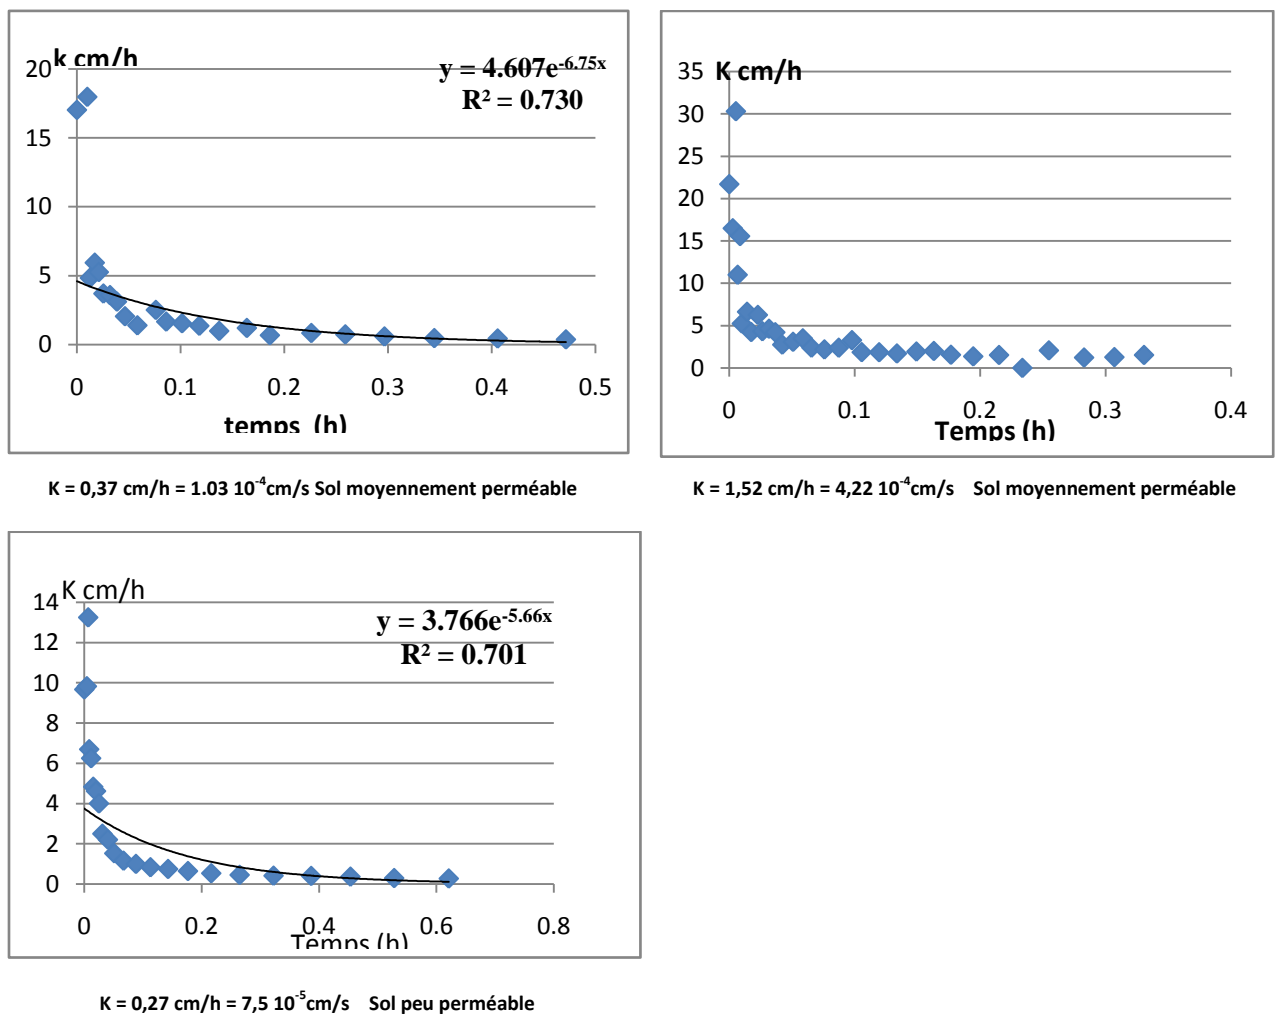 k cm/h
y = 4.607e^-6.75x
R² = 0.730
20
15
10
5
0
0 0.1 0.2 0.3 0.4 0.5
temps (h)
K = 0,37 cm/h = 1.03 10^-4cm/s Sol moyennement perméable
K cm/h
35
30
25
20
15
10
5
0
0 0.1 0.2 0.3 0.4
Temps (h)
K = 1,52 cm/h = 4,22 10^-4cm/s Sol moyennement perméable
K cm/h
y = 3.766e^-5.66x
R² = 0.701
14
12
10
8
6
4
2
0
0 0.2 0.4 0.6 0.8
Temps (h)
K = 0,27 cm/h = 7,5 10^-5cm/s Sol peu perméable